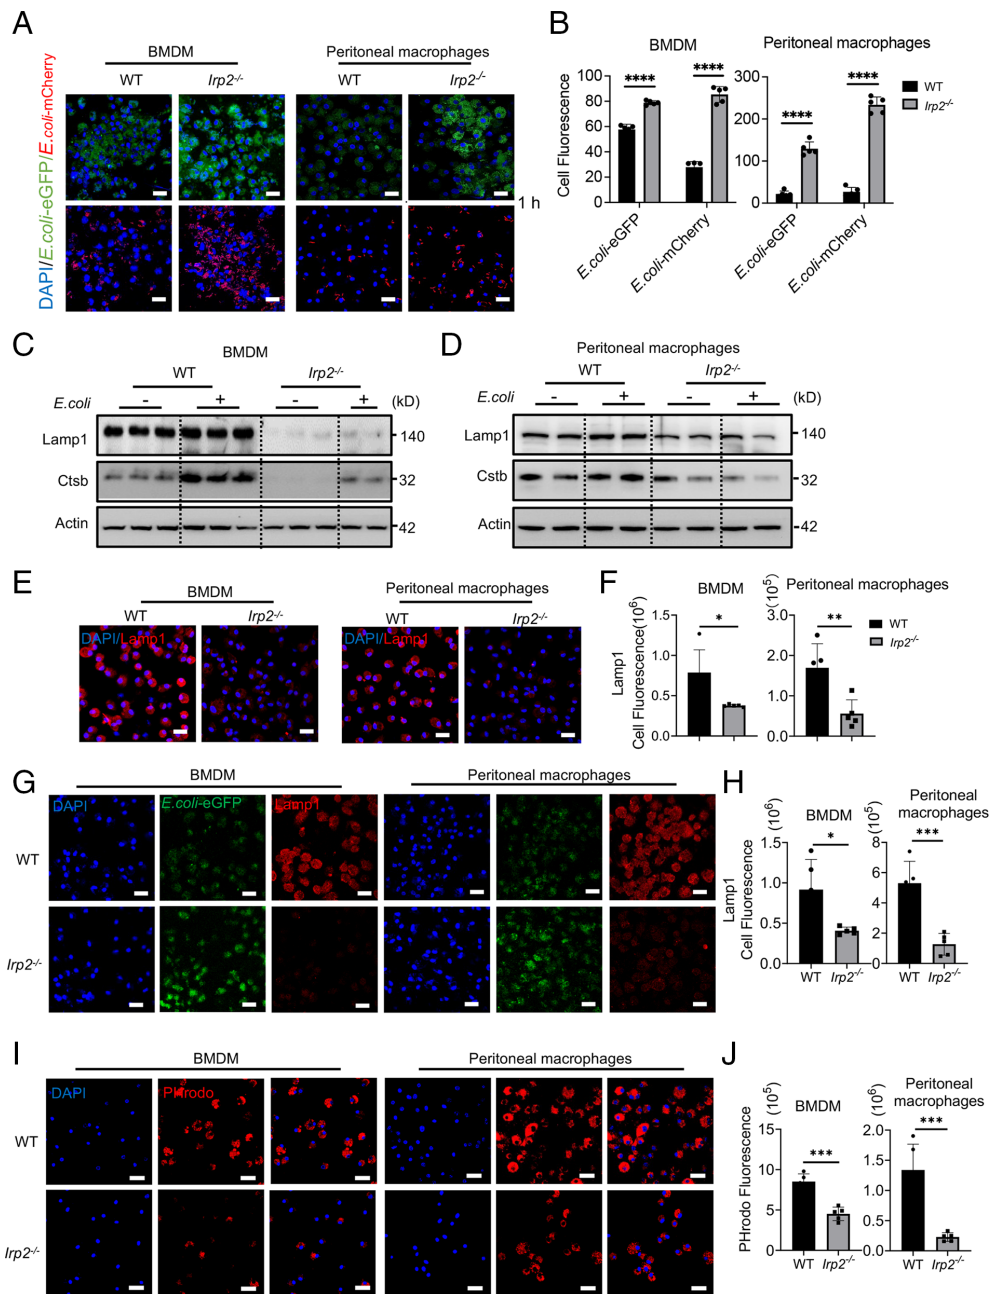 A
BMDM
Peritoneal macrophages
WT
Irp2-/-
WT
Irp2-/-
DAPI/E.coli-eGFP/E.coli-mCherry
1 h
B
BMDM
Peritoneal macrophages
WT
Irp2-/-
Cell Fluorescence
100
80
60
40
20
0
****
****
E.coli-eGFP
E.coli-mCherry
300
200
100
0
****
****
E.coli-eGFP
E.coli-mCherry
C
BMDM
WT
Irp2-/-
E.coli
-
+
-
+
(kD)
Lamp1
140
Ctsb
32
Actin
42
D
Peritoneal macrophages
WT
Irp2-/-
E.coli
-
+
-
+
(kD)
Lamp1
140
Cstb
32
Actin
42
E
BMDM
Peritoneal macrophages
WT
Irp2-/-
WT
Irp2-/-
DAPI/Lamp1
DAPI/Lamp1
F
BMDM
Peritoneal macrophages
WT
Irp2-/-
Lamp1
Cell Fluorescence(10^6)
1.5
1.0
0.5
0.0
*
(10^5)
3.0
2.0
1.0
0.0
**
G
BMDM
Peritoneal macrophages
DAPI
E.coli-eGFP
Lamp1
WT
Irp2-/-
H
BMDM
Peritoneal
macrophages
Lamp1
Cell Fluorescence
(10^6)
1.5
1.0
0.5
0.0
*
WT
Irp2-/-
(10^5)
8
6
4
2
0
***
WT
Irp2-/-
I
BMDM
Peritoneal macrophages
DAPI
PHrodo
WT
Irp2-/-
J
BMDM
Peritoneal
macrophages
PHrodo Fluorescence
(10^5)
15
10
5
0
***
WT
Irp2-/-
(10^6)
2.0
1.5
1.0
0.5
0.0
***
WT
Irp2-/-